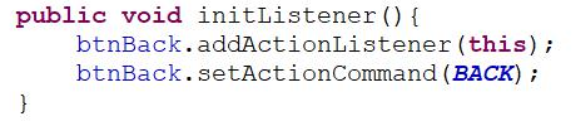 public void initListener(){
    btnBack.addActionListener(this);
    btnBack.setActionCommand(BACK);
}